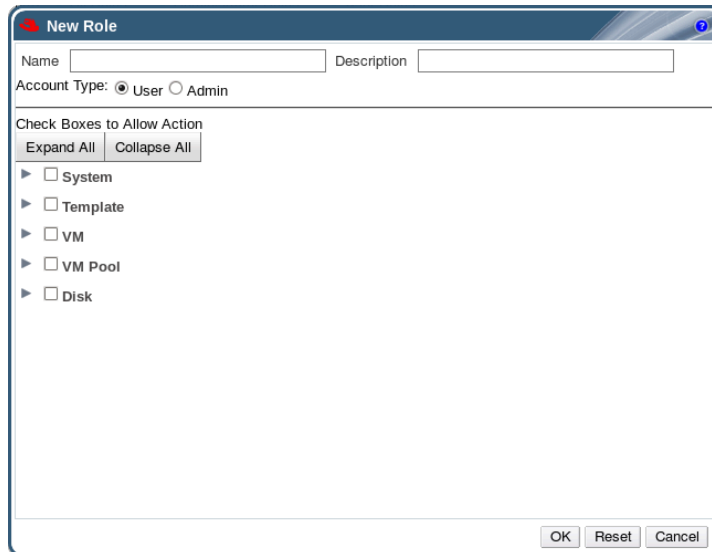 New Role
?
Name Description
Account Type: User Admin
Check Boxes to Allow Action
Expand All Collapse All
System
Template
VM
VM Pool
Disk
OK Reset Cancel